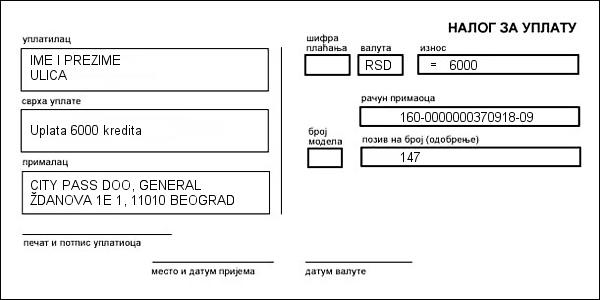 НАЛОГ ЗА УПЛАТУ
уплатилац
IME I PREZIME
ULICA
сврха уплате
Uplata 6000 kredita
прималац
CITY PASS DOO, GENERAL
ŽDANOVA 1E 1, 11010 BEOGRAD
печат и потпис уплатиоца
место и датум пријема
шифра
плаћања
валута
износ
RSD
= 6000
рачун примаоца
160-0000000370918-09
број
модела
позив на број (одобрење)
147
датум валуте